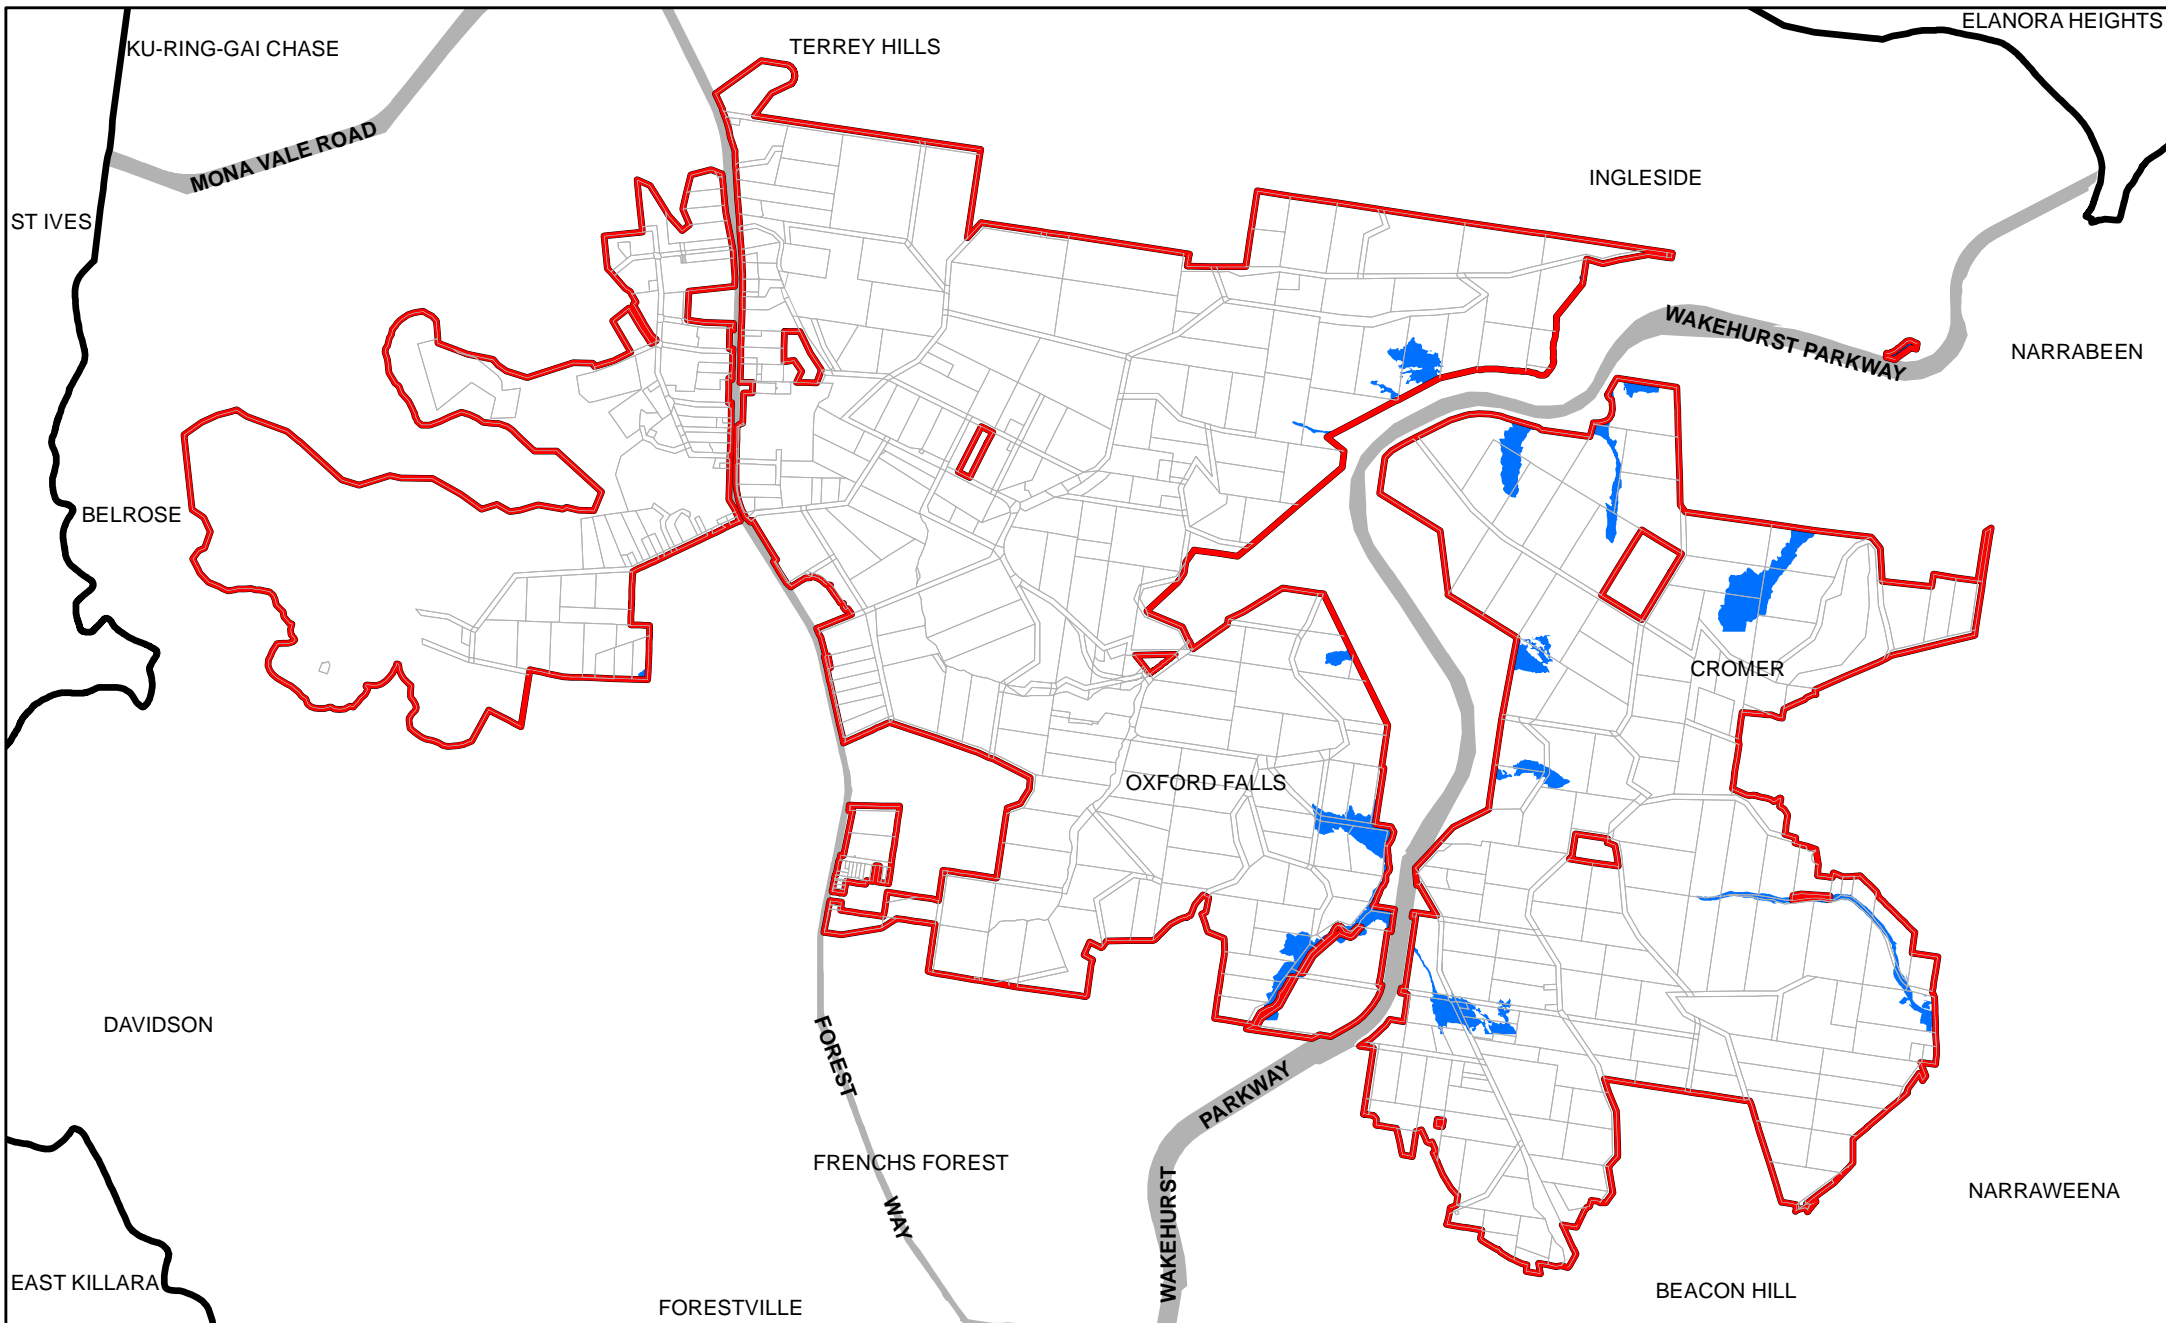 ELANORA HEIGHTS
KU-RING-GAI CHASE
TERREY HILLS
MONA VALE ROAD
INGLESIDE
ST IVES
WAKEHURST PARKWAY
NARRABEEN
BELROSE
CROMER
OXFORD FALLS
DAVIDSON
FOREST
PARKWAY
FRENCHS FOREST
NARRAWEENA
WAY
WAKEHURST
EAST KILLARA
BEACON HILL
FORESTVILLE